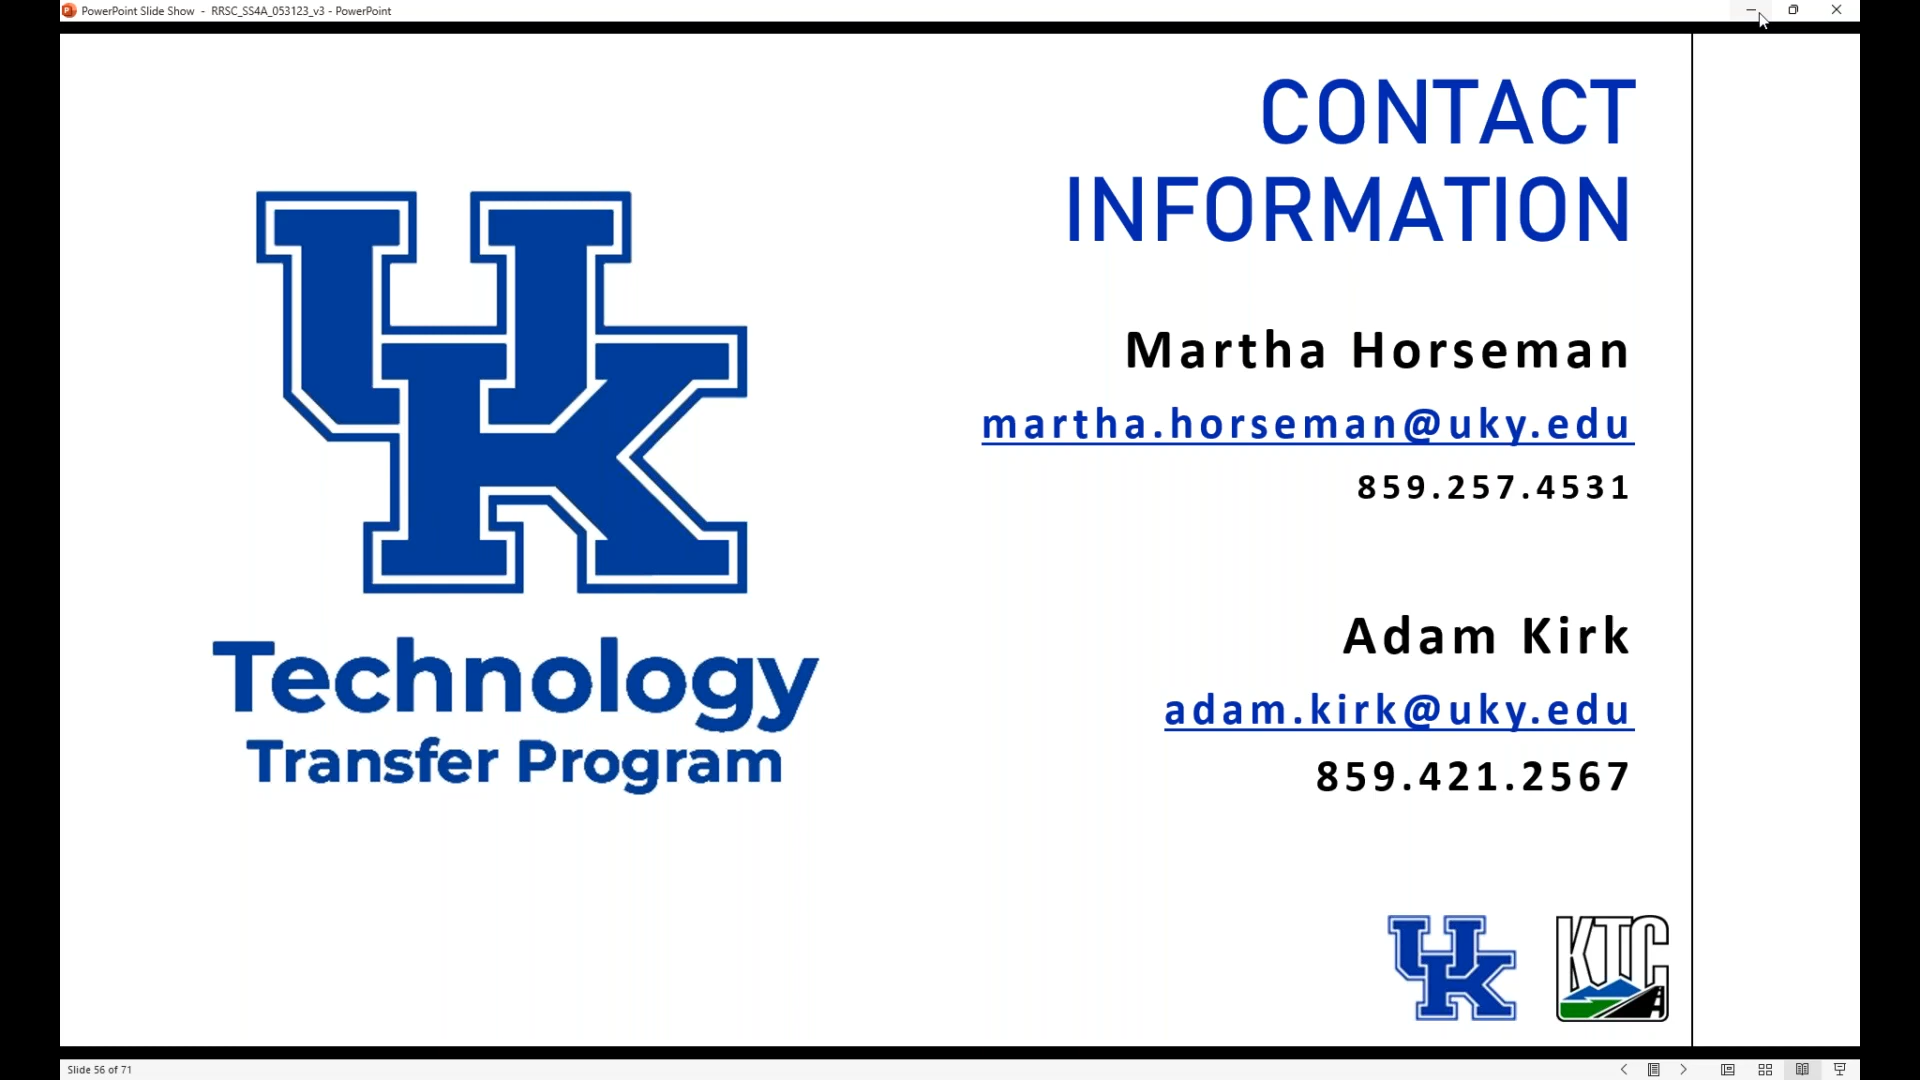 PowerPoint Slide Show - RRSC_SS4A_053123_v3 - PowerPoint
CONTACT
INFORMATION
UK
Technology
Transfer Program
Martha Horseman
martha.horseman@uky.edu
859.257.4531
Adam Kirk
adam.kirk@uky.edu
859.421.2567
UK
KTC
Slide 56 of 71